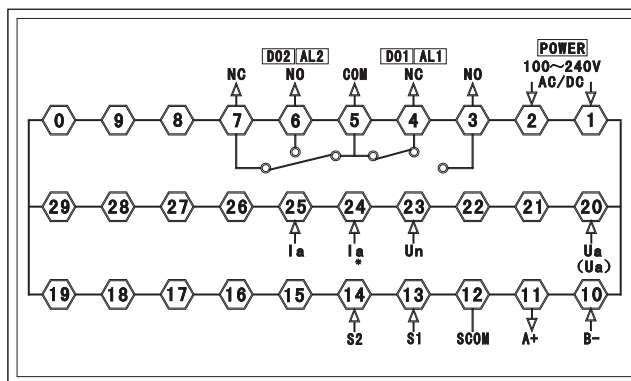 DO2 AL2 DO1 AL1 POWER
100～240V
NC NO COM NC NO AC/DC
0 9 8 7 6 5 4 3 2 1
29 28 27 26 25 24 23 22 21 20
Ia Ia Un Ua
* (Ua)
19 18 17 16 15 14 13 12 11 10
S2 S1 SCOM A+ B-